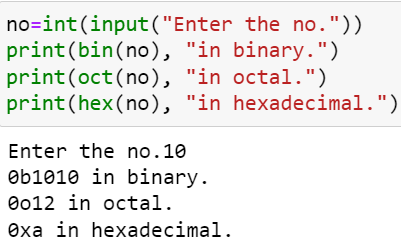 no=int(input("Enter the no."))
print(bin(no), "in binary.")
print(oct(no), "in octal.")
print(hex(no), "in hexadecimal.")
Enter the no.10
0b1010 in binary.
0o12 in octal.
0xa in hexadecimal.